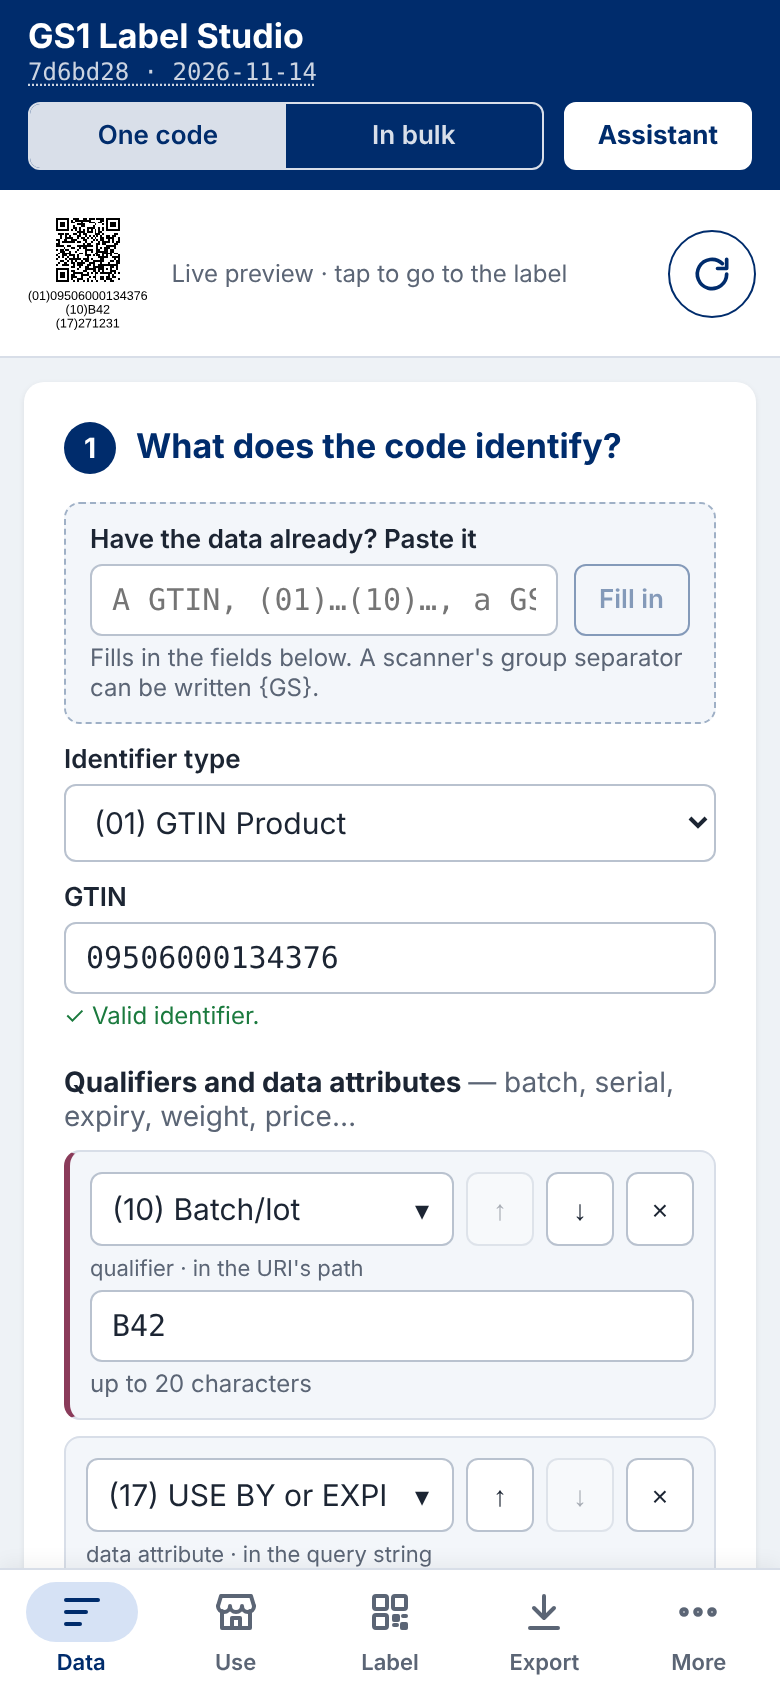 GS1 Label Studio
7d6bd28 · 2026-11-14
One code
In bulk
Assistant
(01)09506000134376
(10)B42
(17)271231
Live preview · tap to go to the label
1 What does the code identify?
Have the data already? Paste it
A GTIN, (01)…(10)…, a GS
Fill in
Fills in the fields below. A scanner's group separator
can be written {GS}.
Identifier type
(01) GTIN Product
GTIN
09506000134376
✓ Valid identifier.
Qualifiers and data attributes — batch, serial,
expiry, weight, price…
(10) Batch/lot ▼ ↑ ↓ ×
qualifier · in the URI's path
B42
up to 20 characters
(17) USE BY or EXPI ▼ ↑ ↓ ×
data attribute · in the query string
Data
Use
Label
Export
More